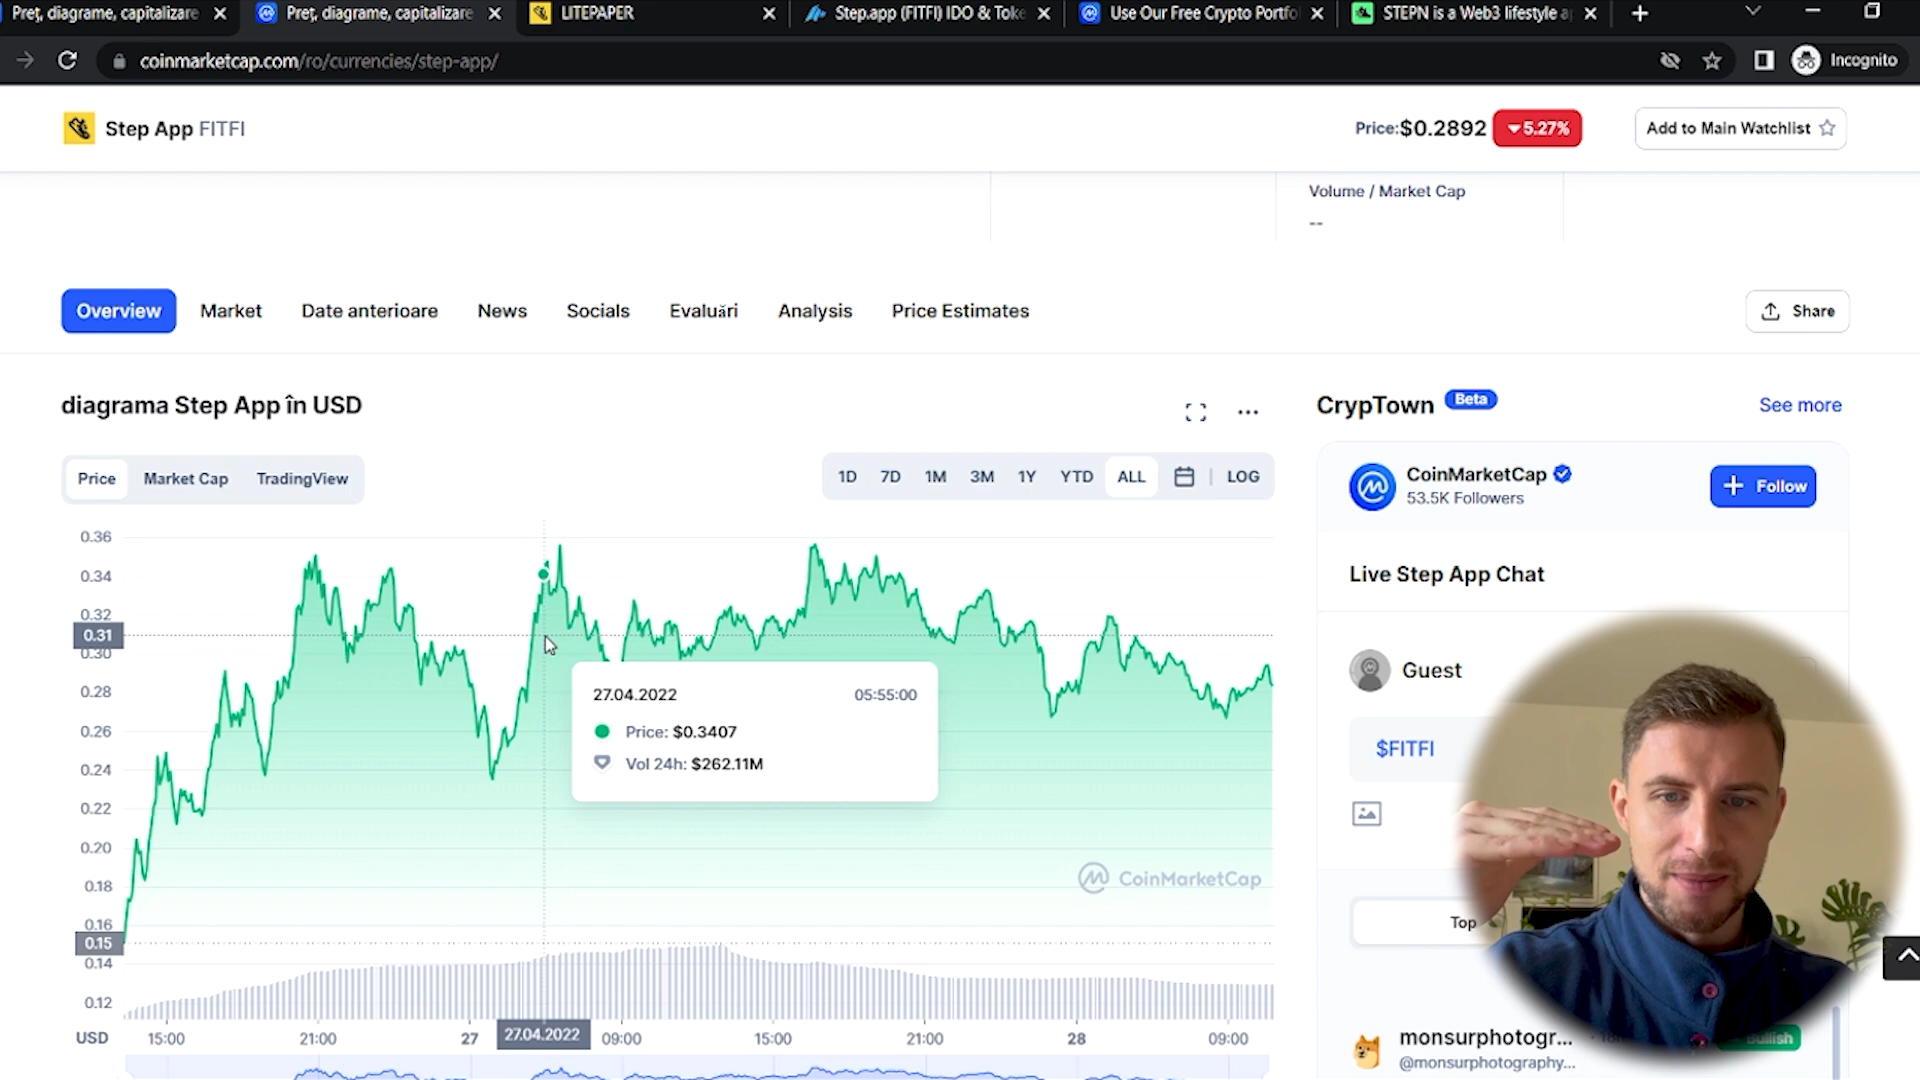 Preț, diagrame, capitalizare
Preț, diagrame, capitalizare
LITEPAPER
Step.app (FITFI) IDO & Toke
Use Our Free Crypto Portfo
STEPN is a Web3 lifestyle a
coinmarketcap.com/ro/currencies/step-app/
Incognito
Step App FITFI
Price:$0.2892
5.27%
Add to Main Watchlist
Volume / Market Cap
--
Overview
Market
Date anterioare
News
Socials
Evaluări
Analysis
Price Estimates
Share
diagrama Step App în USD
CrypTown
Beta
See more
Price
Market Cap
TradingView
1D
7D
1M
3M
1Y
YTD
ALL
LOG
CoinMarketCap
53.5K Followers
Follow
Live Step App Chat
Guest
$FITFI
Top
monsurphotogr...
@monsurphotography...
Bullish
0.36
0.34
0.32
0.31
0.30
0.28
0.26
0.24
0.22
0.20
0.18
0.16
0.15
0.14
0.12
27.04.2022
05:55:00
Price: $0.3407
Vol 24h: $262.11M
CoinMarketCap
USD
15:00
21:00
27
27.04.2022
09:00
15:00
21:00
28
09:00